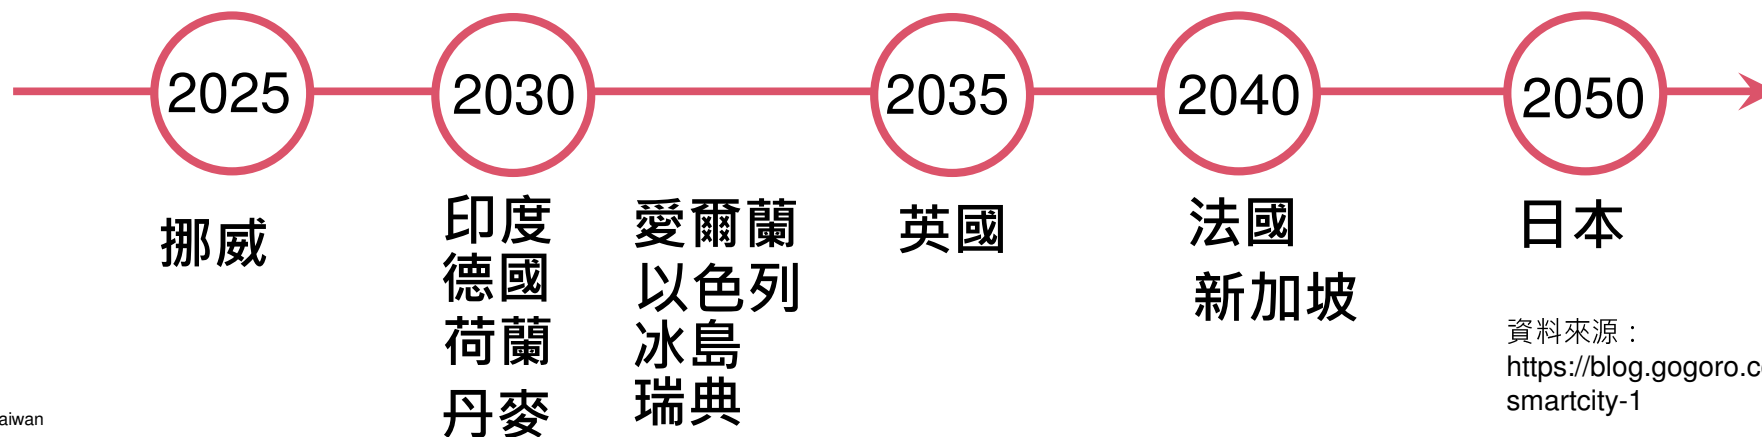 2025
2030
2035
2040
2050
挪威
印度
德國
荷蘭
丹麥
愛爾蘭
以色列
冰島
瑞典
英國
法國
新加坡
日本
資料來源：
https://blog.gogoro.c
smartcity-1
aiwan